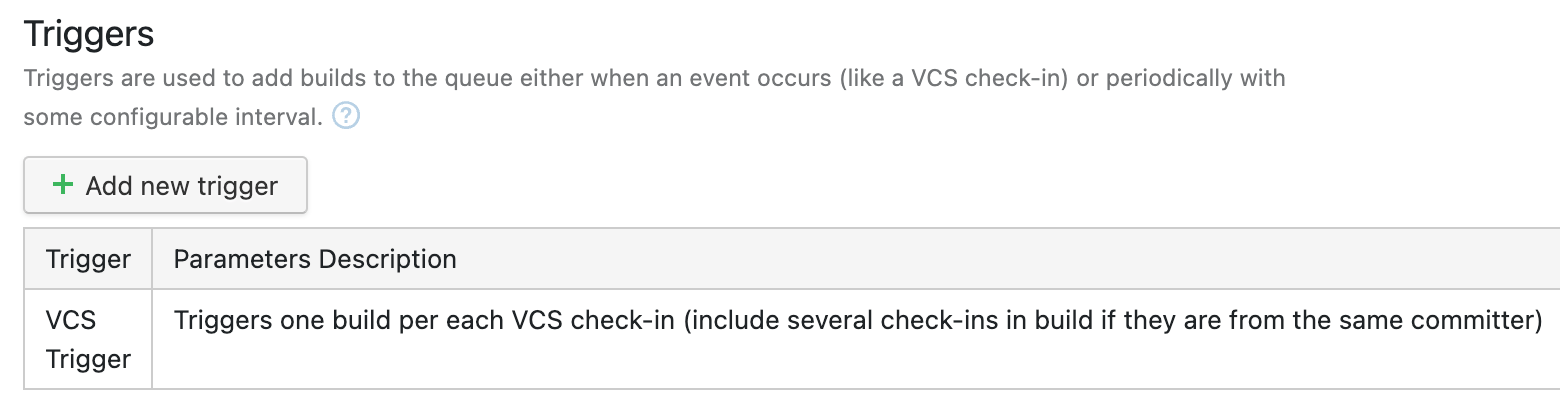 Triggers
Triggers are used to add builds to the queue either when an event occurs (like a VCS check-in) or periodically with
some configurable interval. ?
+ Add new trigger
Trigger Parameters Description
VCS Triggers one build per each VCS check-in (include several check-ins in build if they are from the same committer)
Trigger